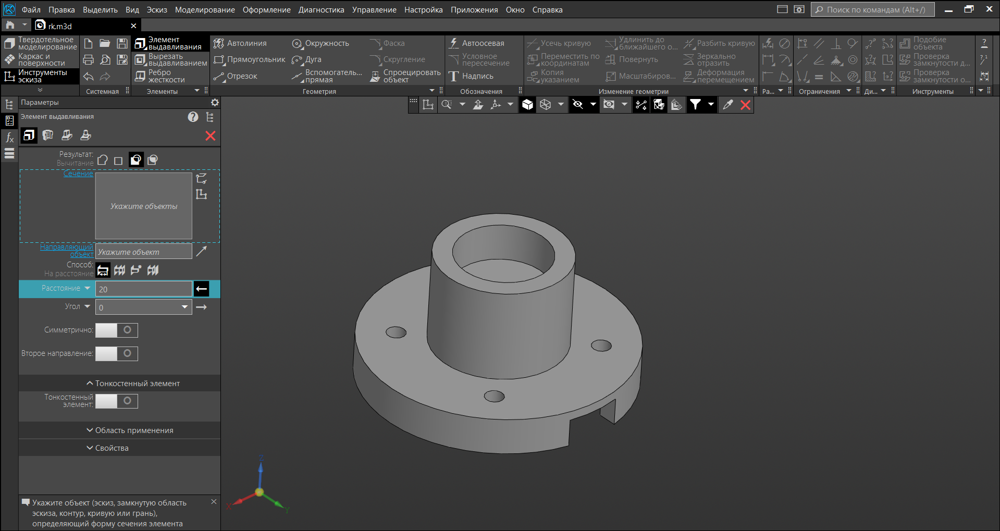 Файл Правка Выделить Вид Эскиз Моделирование Оформление Диагностика Управление Настройка Приложения Окно Справка
Поиск по командам (Alt+/)
rk.m3d
Твердотельное моделирование
Каркас и поверхности
Инструменты эскиза
Системная
Элемент выдавливания
Вырезать выдавливанием
Ребро жесткости
Элементы
Автолиния Окружность Фаска
Прямоугольник Дуга Скругление
Отрезок Вспомогатель... прямая Спроецировать объект
Геометрия
Автоосевая
Условное пересечение
Надпись
Обозначения
Усечь кривую Удлинить до ближайшего о... Разбить кривую
Переместить по координатам Повернуть Зеркально отразить
Копия указанием Масштабиров... Деформация перемещением
Изменение геометрии
Ра...
Ограничения
Ди...
Подобие объекта
Проверка замкнутости д...
Проверка замкнутости о...
Инструменты
Параметры
Элемент выдавливания
Результат:
Вычитание
Сечение
Укажите объекты
Направляющий
объект
Укажите объект
Способ:
На расстояние
Расстояние 20
Угол 0
Симметрично:
Второе направление:
Тонкостенный элемент
Тонкостенный
элемент:
Область применения
Свойства
Укажите объект (эскиз, замкнутую область
эскиза, контур, кривую или грань),
определяющий форму сечения элемента
Z
X
Y